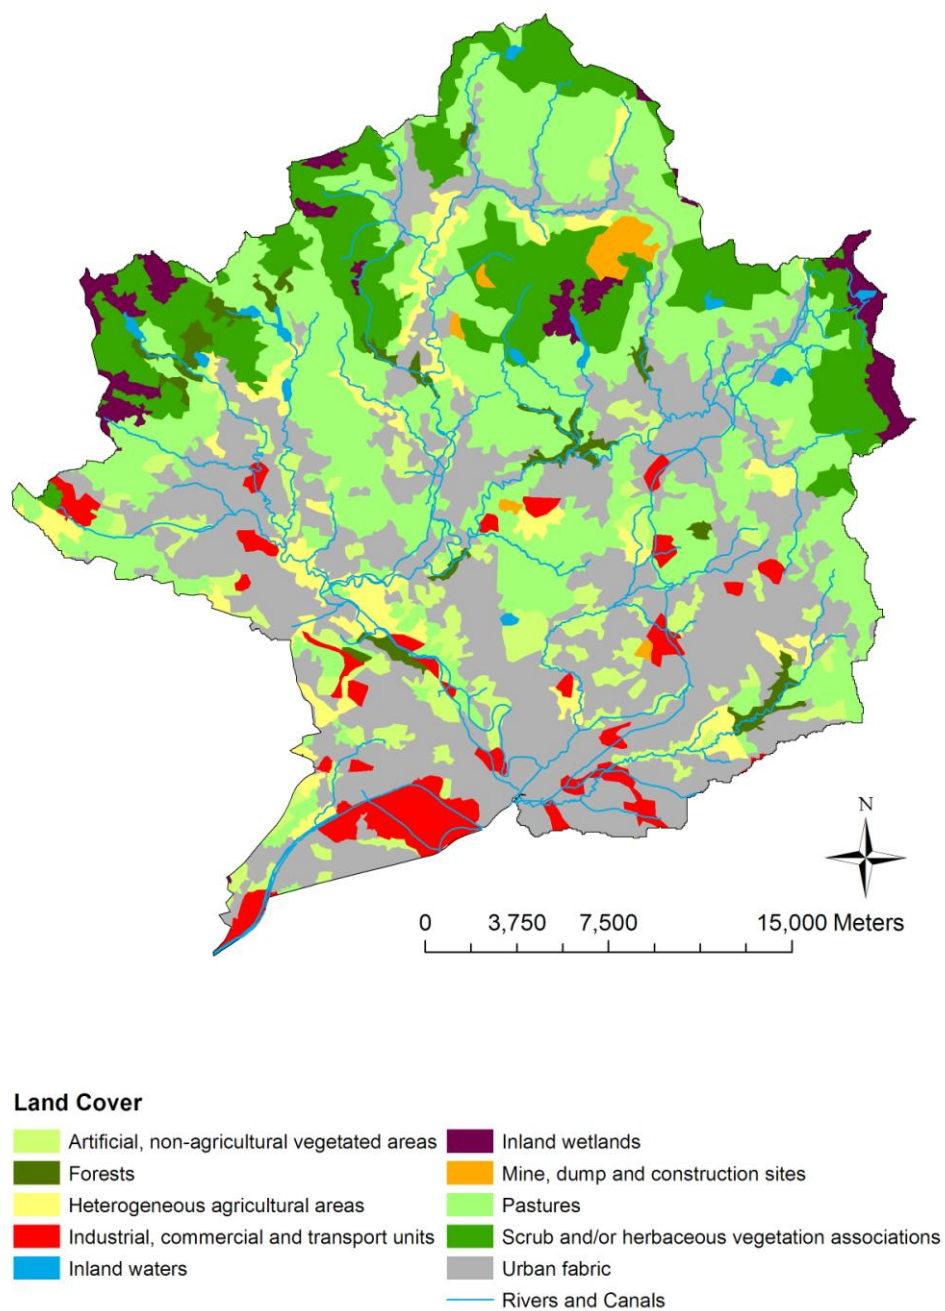 N
0 3,750 7,500 15,000 Meters
Land Cover
Artificial, non-agricultural vegetated areas
Forests
Heterogeneous agricultural areas
Industrial, commercial and transport units
Inland waters
Inland wetlands
Mine, dump and construction sites
Pastures
Scrub and/or herbaceous vegetation associations
Urban fabric
Rivers and Canals